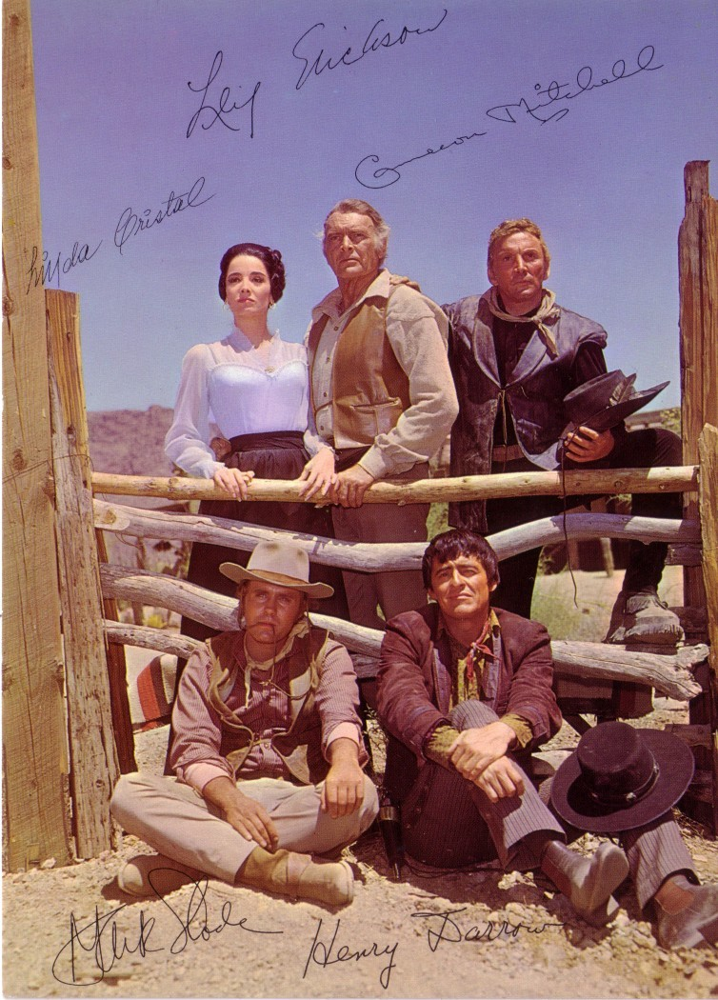 Leif Erickson
Cameron Mitchell
Linda Cristal
Mark Slade
Henry Darrow